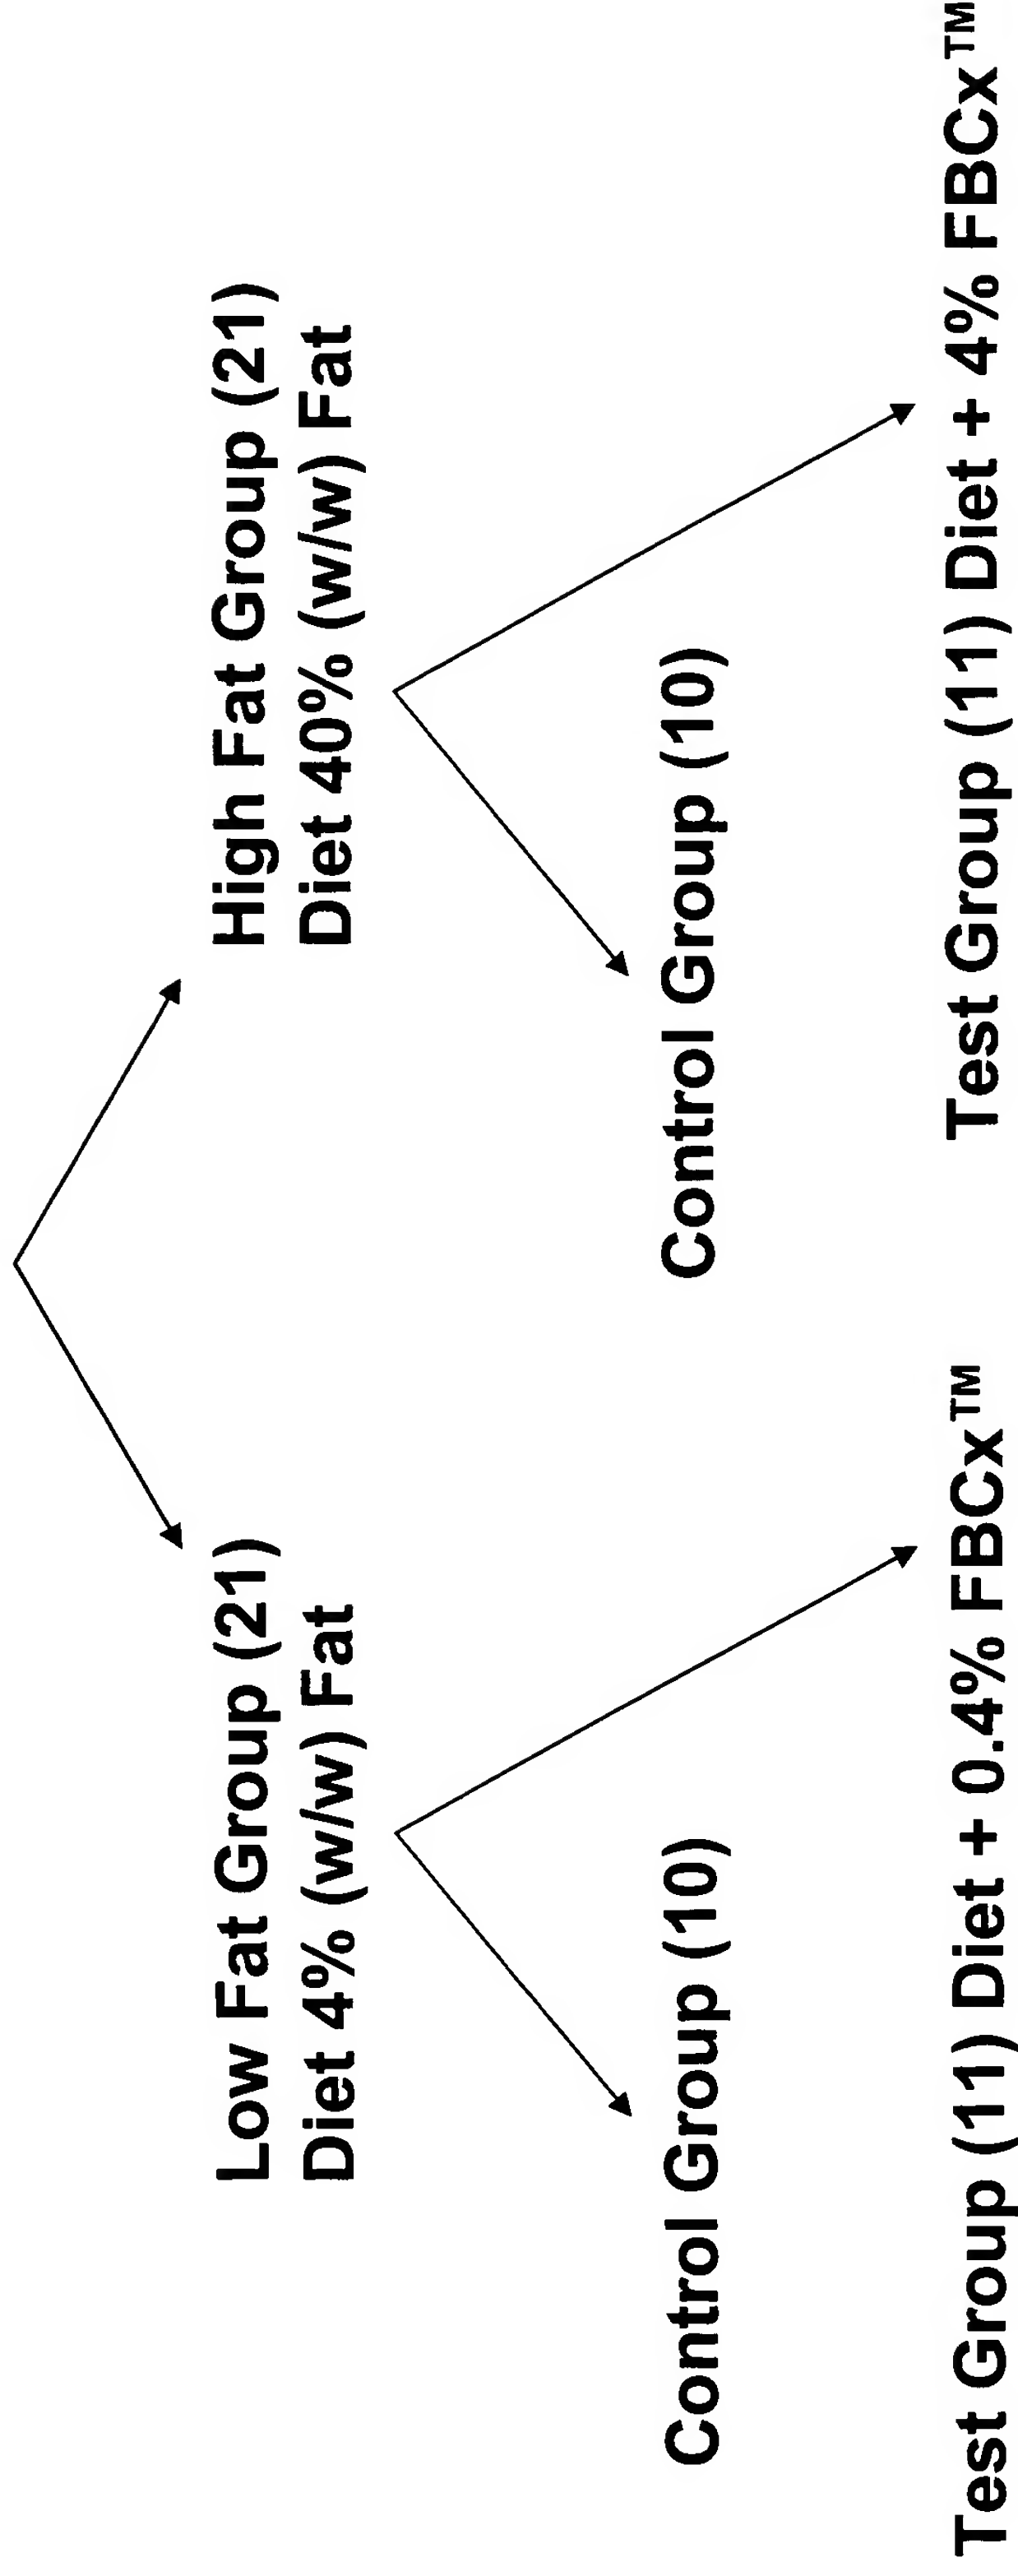 Low Fat Group (21)
Diet 4% (w/w) Fat
High Fat Group (21)
Diet 40% (w/w) Fat
Control Group (10)
Control Group (10)
Test Group (11) Diet + 0.4% FBCx™
Test Group (11) Diet + 4% FBCx™